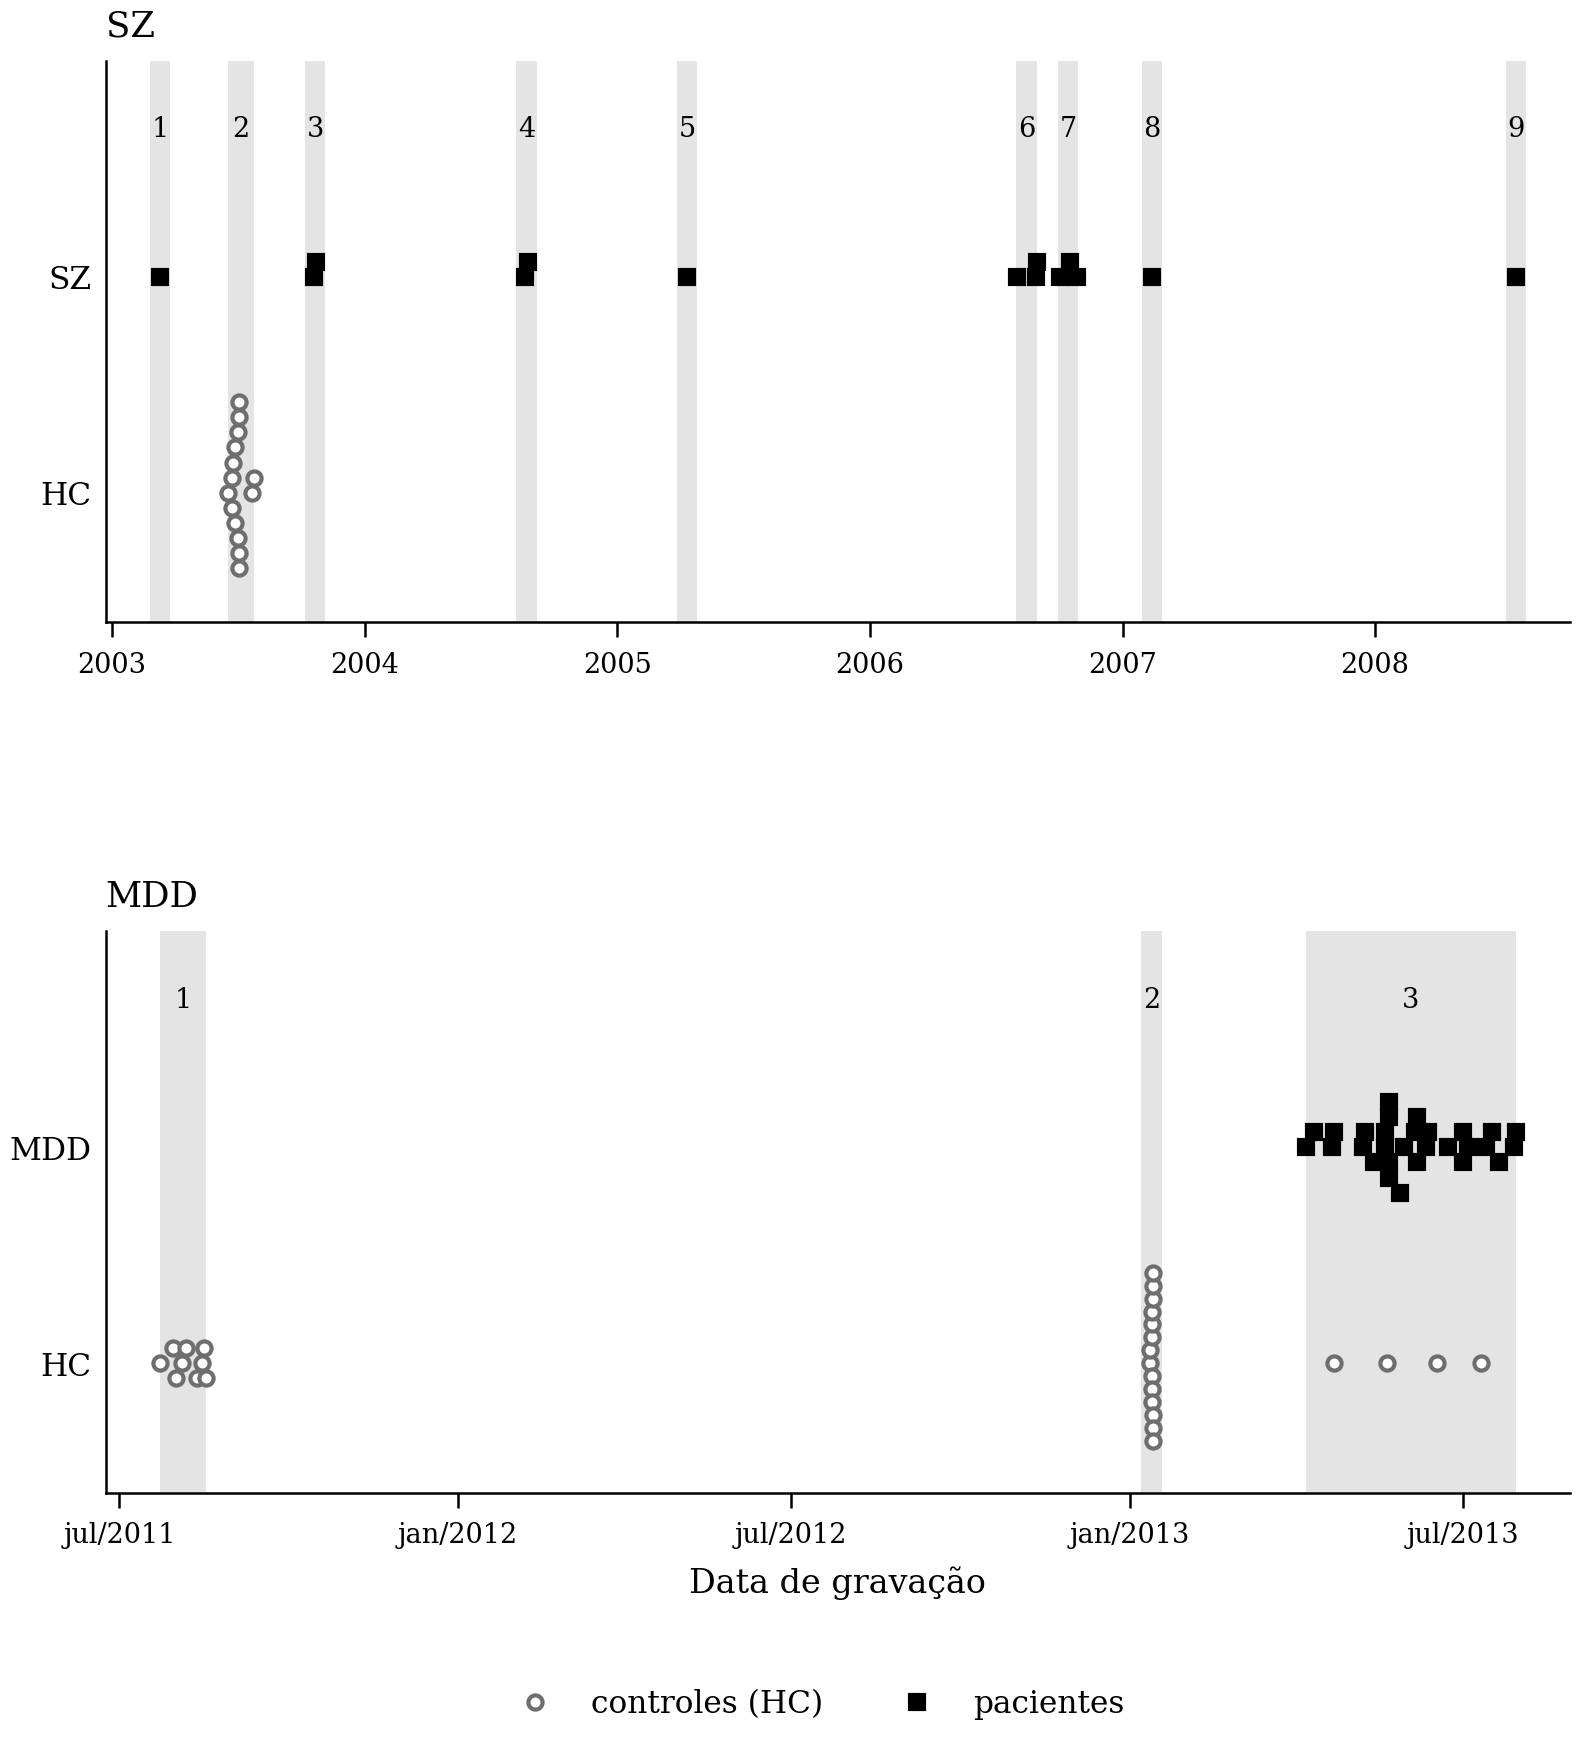 SZ
1 2 3 4 5 6 7 8 9
SZ
HC
2003 2004 2005 2006 2007 2008
MDD
1 2 3
MDD
HC
jul/2011 jan/2012 jul/2012 jan/2013 jul/2013
Data de gravação
controles (HC) pacientes